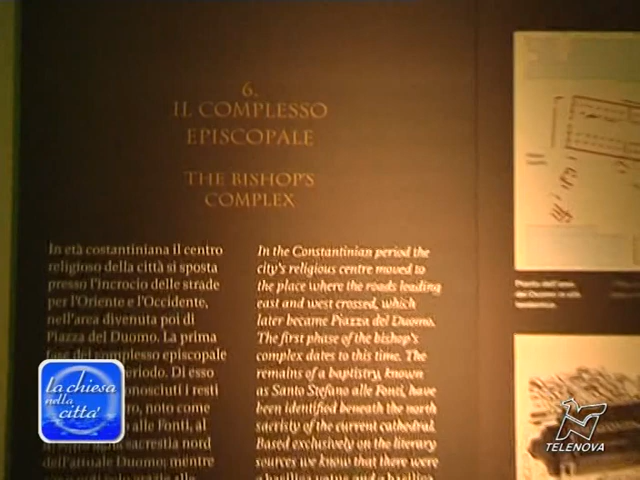 6.
IL COMPLESSO
EPISCOPALE
THE BISHOP'S
COMPLEX
In età costantiniana il centro
religioso della città si sposta
presso l'incrocio delle strade
per l'Oriente e l'Occidente,
nell'area divenuta poi di
Piazza del Duomo. La prima
fase del complesso episcopale
periodo. Di esso
conosciuti i resti
noto come
alle Fonti, al
sacrestia nord
dell'attuale Duomo; mentre
In the Constantinian period the
city's religious centre moved to
the place where the roads leading
east and west crossed, which
later became Piazza del Duomo.
The first phase of the bishop's
complex dates to this time. The
remains of a baptistry, known
as Santo Stefano alle Fonti, have
been identified beneath the north
sacristy of the current cathedral.
Based exclusively on the literary
sources we know that there were
a basilica vetus and a basilica
la chiesa
nella
citta'
TELENOVA